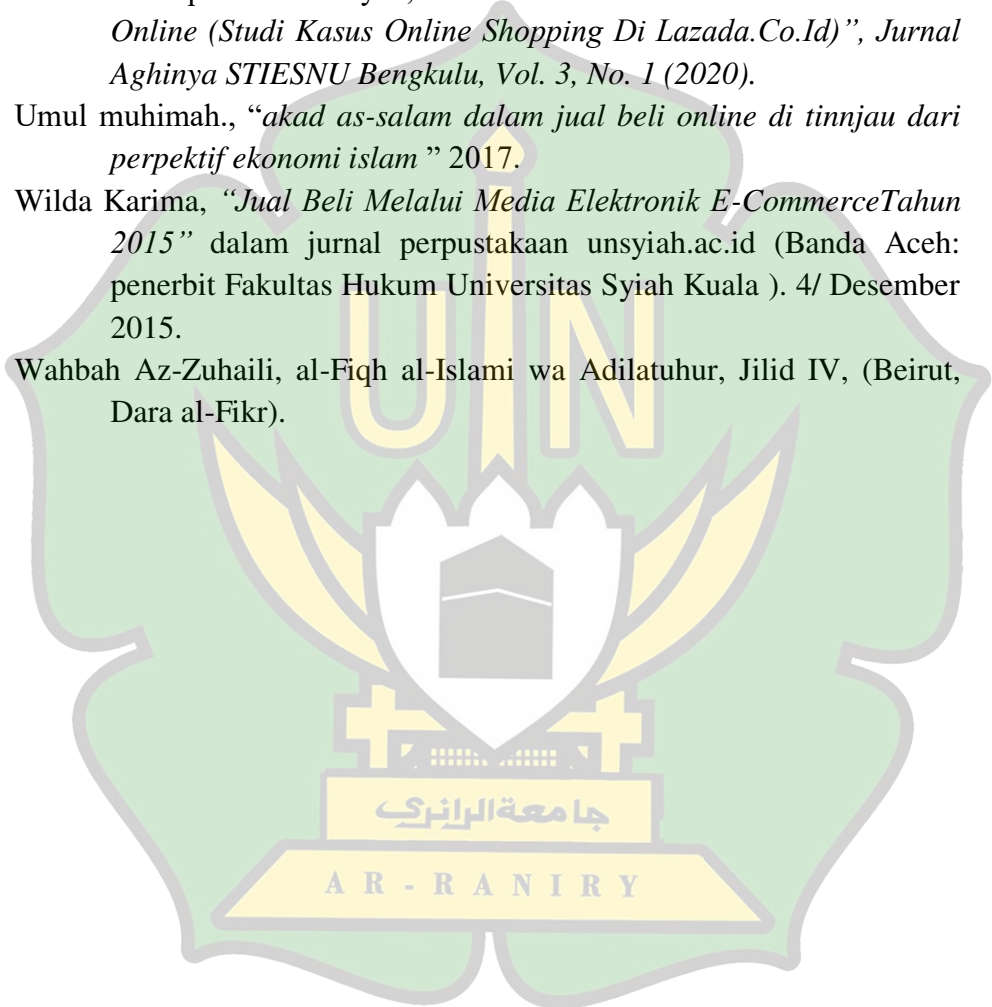 Online (Studi Kasus Online Shopping Di Lazada.Co.Id)”, Jurnal
Aghinya STIESNU Bengkulu, Vol. 3, No. 1 (2020).
Umul muhimah., “akad as-salam dalam jual beli online di tinnjau dari
perpektif ekonomi islam ” 2017.
Wilda Karima, “Jual Beli Melalui Media Elektronik E-CommerceTahun
2015” dalam jurnal perpustakaan unsyiah.ac.id (Banda Aceh:
penerbit Fakultas Hukum Universitas Syiah Kuala ). 4/ Desember
2015.
Wahbah Az-Zuhaili, al-Fiqh al-Islami wa Adilatuhur, Jilid IV, (Beirut,
Dara al-Fikr).
UIN
جامعةالرانري
AR-RANIRY